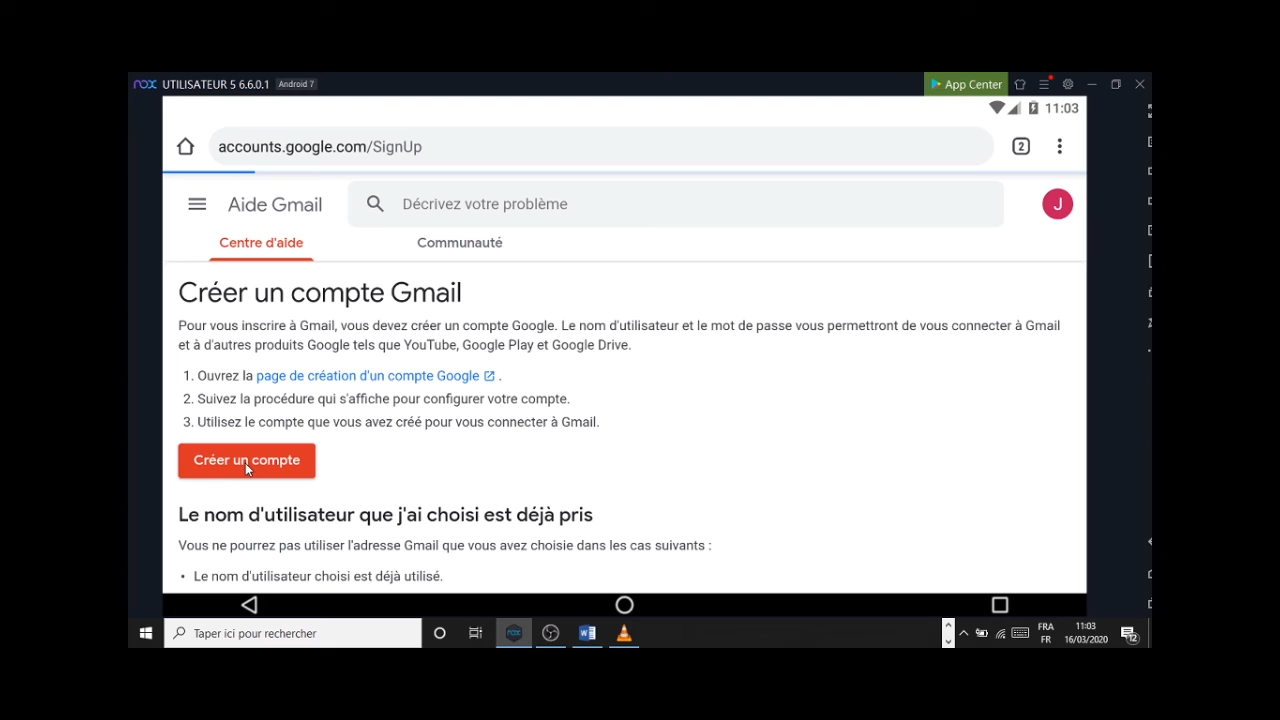 nox UTILISATEUR 5 6.6.0.1 Android 7
App Center
11:03
accounts.google.com/SignUp
2
Aide Gmail
Décrivez votre problème
J
Centre d'aide
Communauté
Créer un compte Gmail
Pour vous inscrire à Gmail, vous devez créer un compte Google. Le nom d'utilisateur et le mot de passe vous permettront de vous connecter à Gmail
et à d'autres produits Google tels que YouTube, Google Play et Google Drive.
1. Ouvrez la page de création d'un compte Google .
2. Suivez la procédure qui s'affiche pour configurer votre compte.
3. Utilisez le compte que vous avez créé pour vous connecter à Gmail.
Créer un compte
Le nom d'utilisateur que j'ai choisi est déjà pris
Vous ne pourrez pas utiliser l'adresse Gmail que vous avez choisie dans les cas suivants :
• Le nom d'utilisateur choisi est déjà utilisé.
Taper ici pour rechercher
nox
W
FRA
FR
11:03
16/03/2020
12